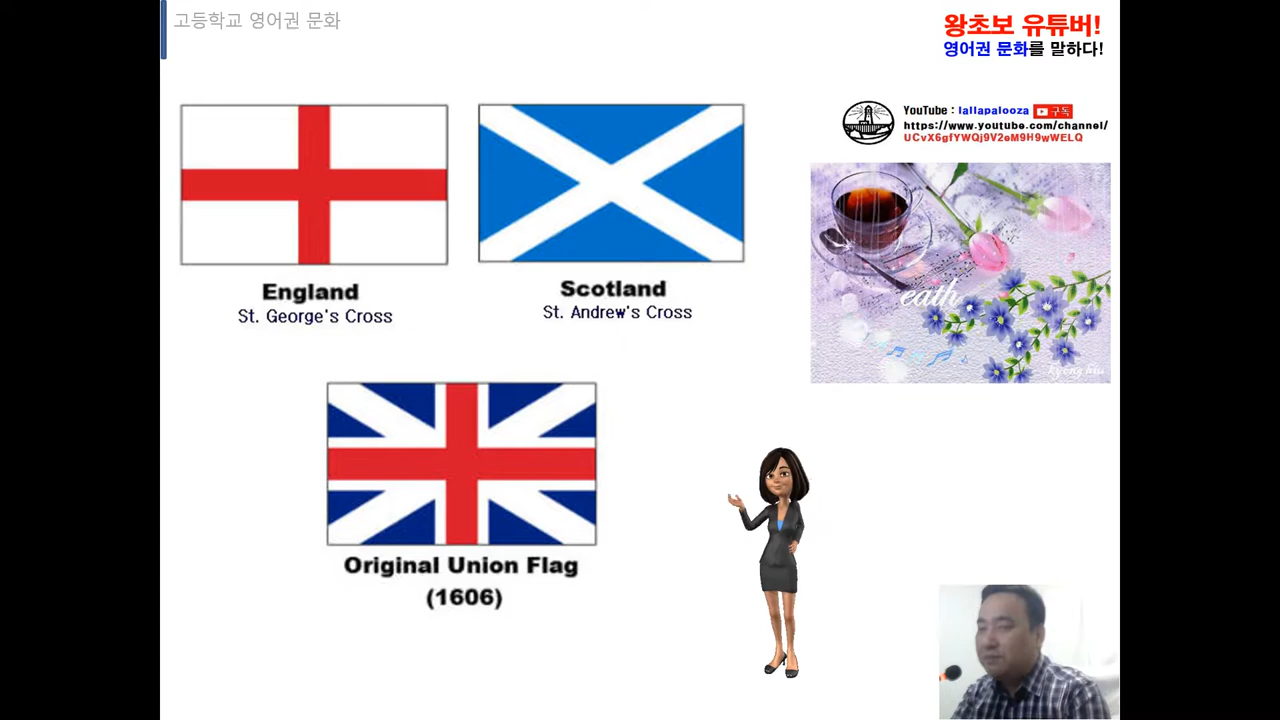 고등학교 영어권 문화
왕초보 유튜버!
영어권 문화를 말하다!
YouTube : lallapalooza 구독
https://www.youtube.com/channel/
UCvX6gfYWQj9V2eM9H9wWELQ
England
St. George's Cross
Scotland
St. Andrew's Cross
eath
Original Union Flag
(1606)